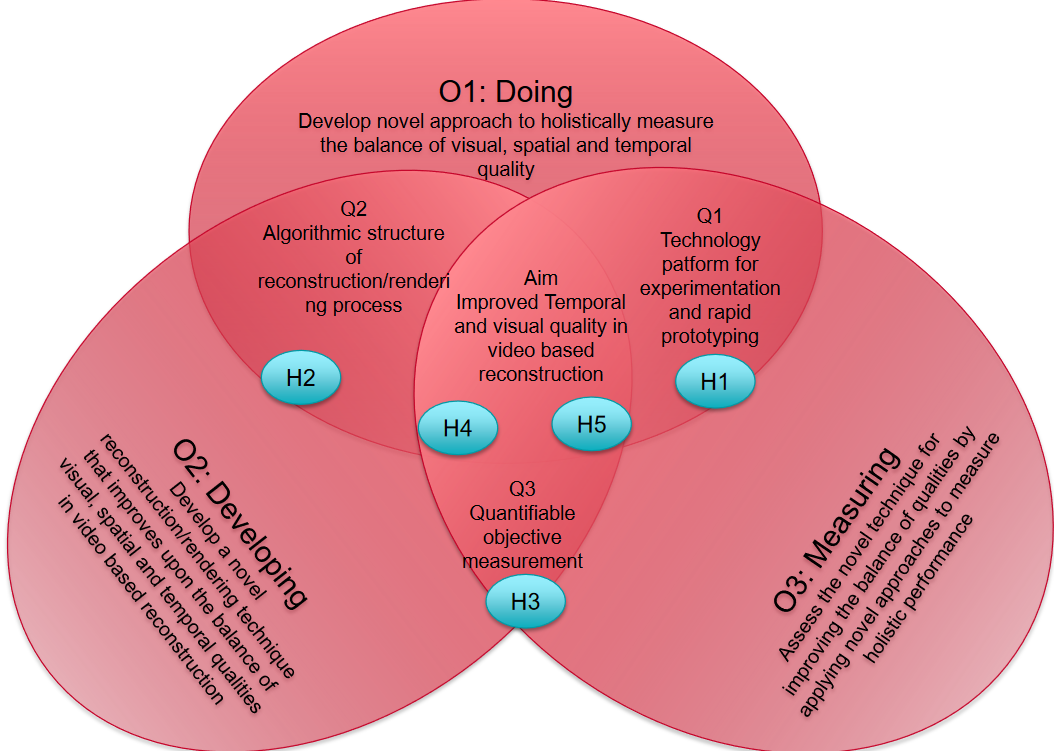 O1: Doing
Develop novel approach to holistically measure
the balance of visual, spatial and temporal
quality
Q2
Algorithmic structure
of
reconstruction/renderi
ng process
Aim
Improved Temporal
and visual quality in
video based
reconstruction
Q1
Technology
patform for
experimentation
and rapid
prototyping
H2
H4
H5
H1
Q3
Quantifiable
objective
measurement
H3
O2: Developing
Develop a novel
reconstruction/rendering technique
that improves upon the balance of
visual, spatial and temporal qualities
in video based reconstruction
O3: Measuring
Assess the novel technique for
improving the balance of qualities by
applying novel approaches to measure
holistic performance